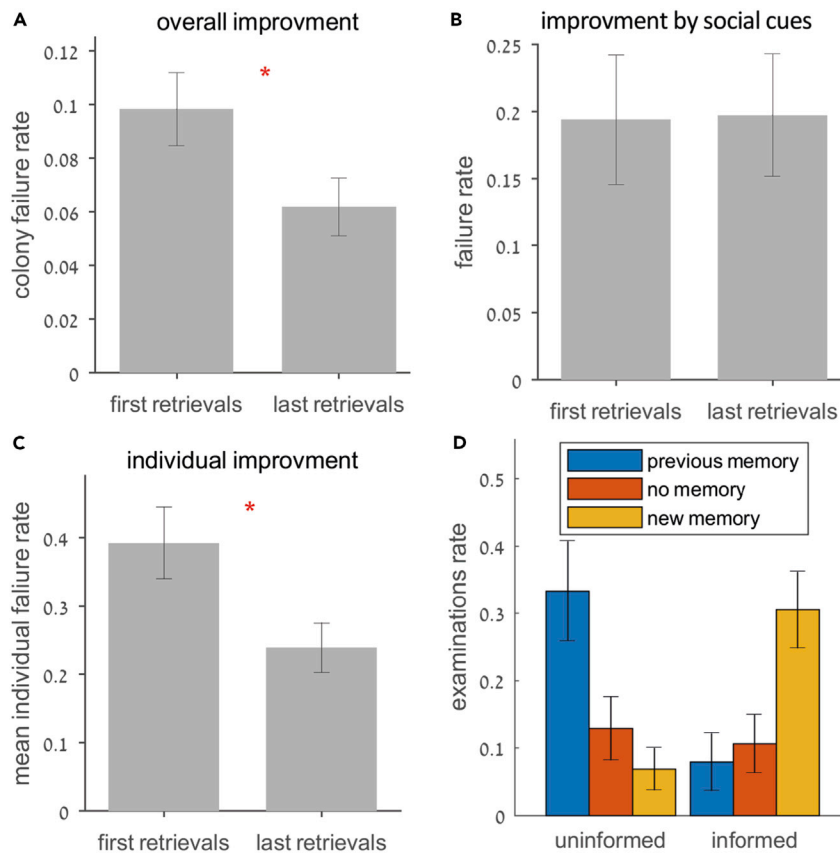 A
overall improvment
0.12
0.1
0.08
0.06
0.04
0.02
0
colony failure rate
*
first retrievals
last retrievals
B
improvment by social cues
0.25
0.2
0.15
0.1
0.05
0
failure rate
first retrievals
last retrievals
C
individual improvment
0.4
0.3
0.2
0.1
0
mean individual faliure rate
*
first retrievals
last retrievals
D
previous memory
no memory
new memory
0.5
0.4
0.3
0.2
0.1
0
examinations rate
uninformed
informed